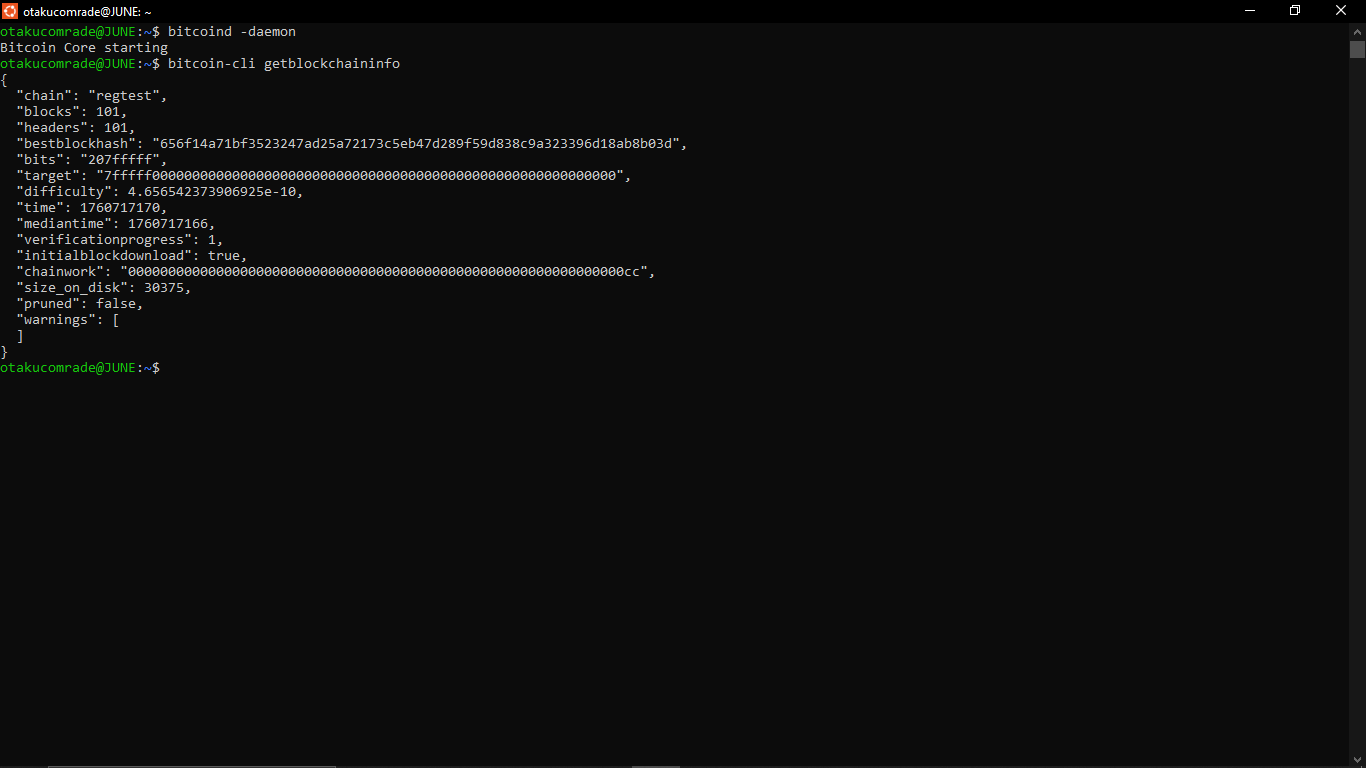 otakucomrade@JUNE: ~
otakucomrade@JUNE:~$ bitcoind -daemon
Bitcoin Core starting
otakucomrade@JUNE:~$ bitcoin-cli getblockchaininfo
{
  "chain": "regtest",
  "blocks": 101,
  "headers": 101,
  "bestblockhash": "656f14a71bf3523247ad25a72173c5eb47d289f59d838c9a323396d18ab8b03d",
  "bits": "207fffff",
  "target": "7fffff0000000000000000000000000000000000000000000000000000000000",
  "difficulty": 4.656542373906925e-10,
  "time": 1760717170,
  "mediantime": 1760717166,
  "verificationprogress": 1,
  "initialblockdownload": true,
  "chainwork": "00000000000000000000000000000000000000000000000000000000000000cc",
  "size_on_disk": 30375,
  "pruned": false,
  "warnings": [
  ]
}
otakucomrade@JUNE:~$